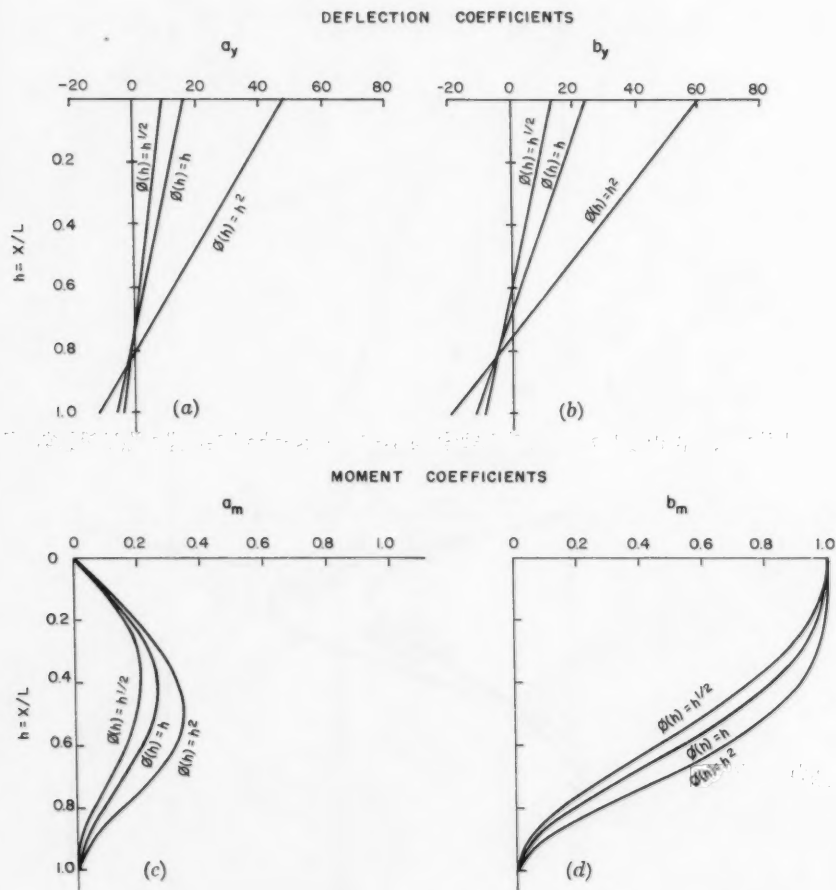 DEFLECTION COEFFICIENTS
a_y
b_y
-20 0 20 40 60 80
-20 0 20 40 60 80
0.2
0.4
0.6
0.8
1.0
h = X/L
Ø(h) = h^1/2
Ø(h) = h
Ø(h) = h^2
(a)
Ø(h) = h^1/2
Ø(h) = h
Ø(h) = h^2
(b)
MOMENT COEFFICIENTS
a_m
b_m
0 0.2 0.4 0.6 0.8 1.0
0 0.2 0.4 0.6 0.8 1.0
0
0.2
0.4
0.6
0.8
1.0
h = X/L
Ø(h) = h^1/2
Ø(h) = h
Ø(h) = h^2
(c)
Ø(h) = h^1/2
Ø(h) = h
Ø(h) = h^2
(d)